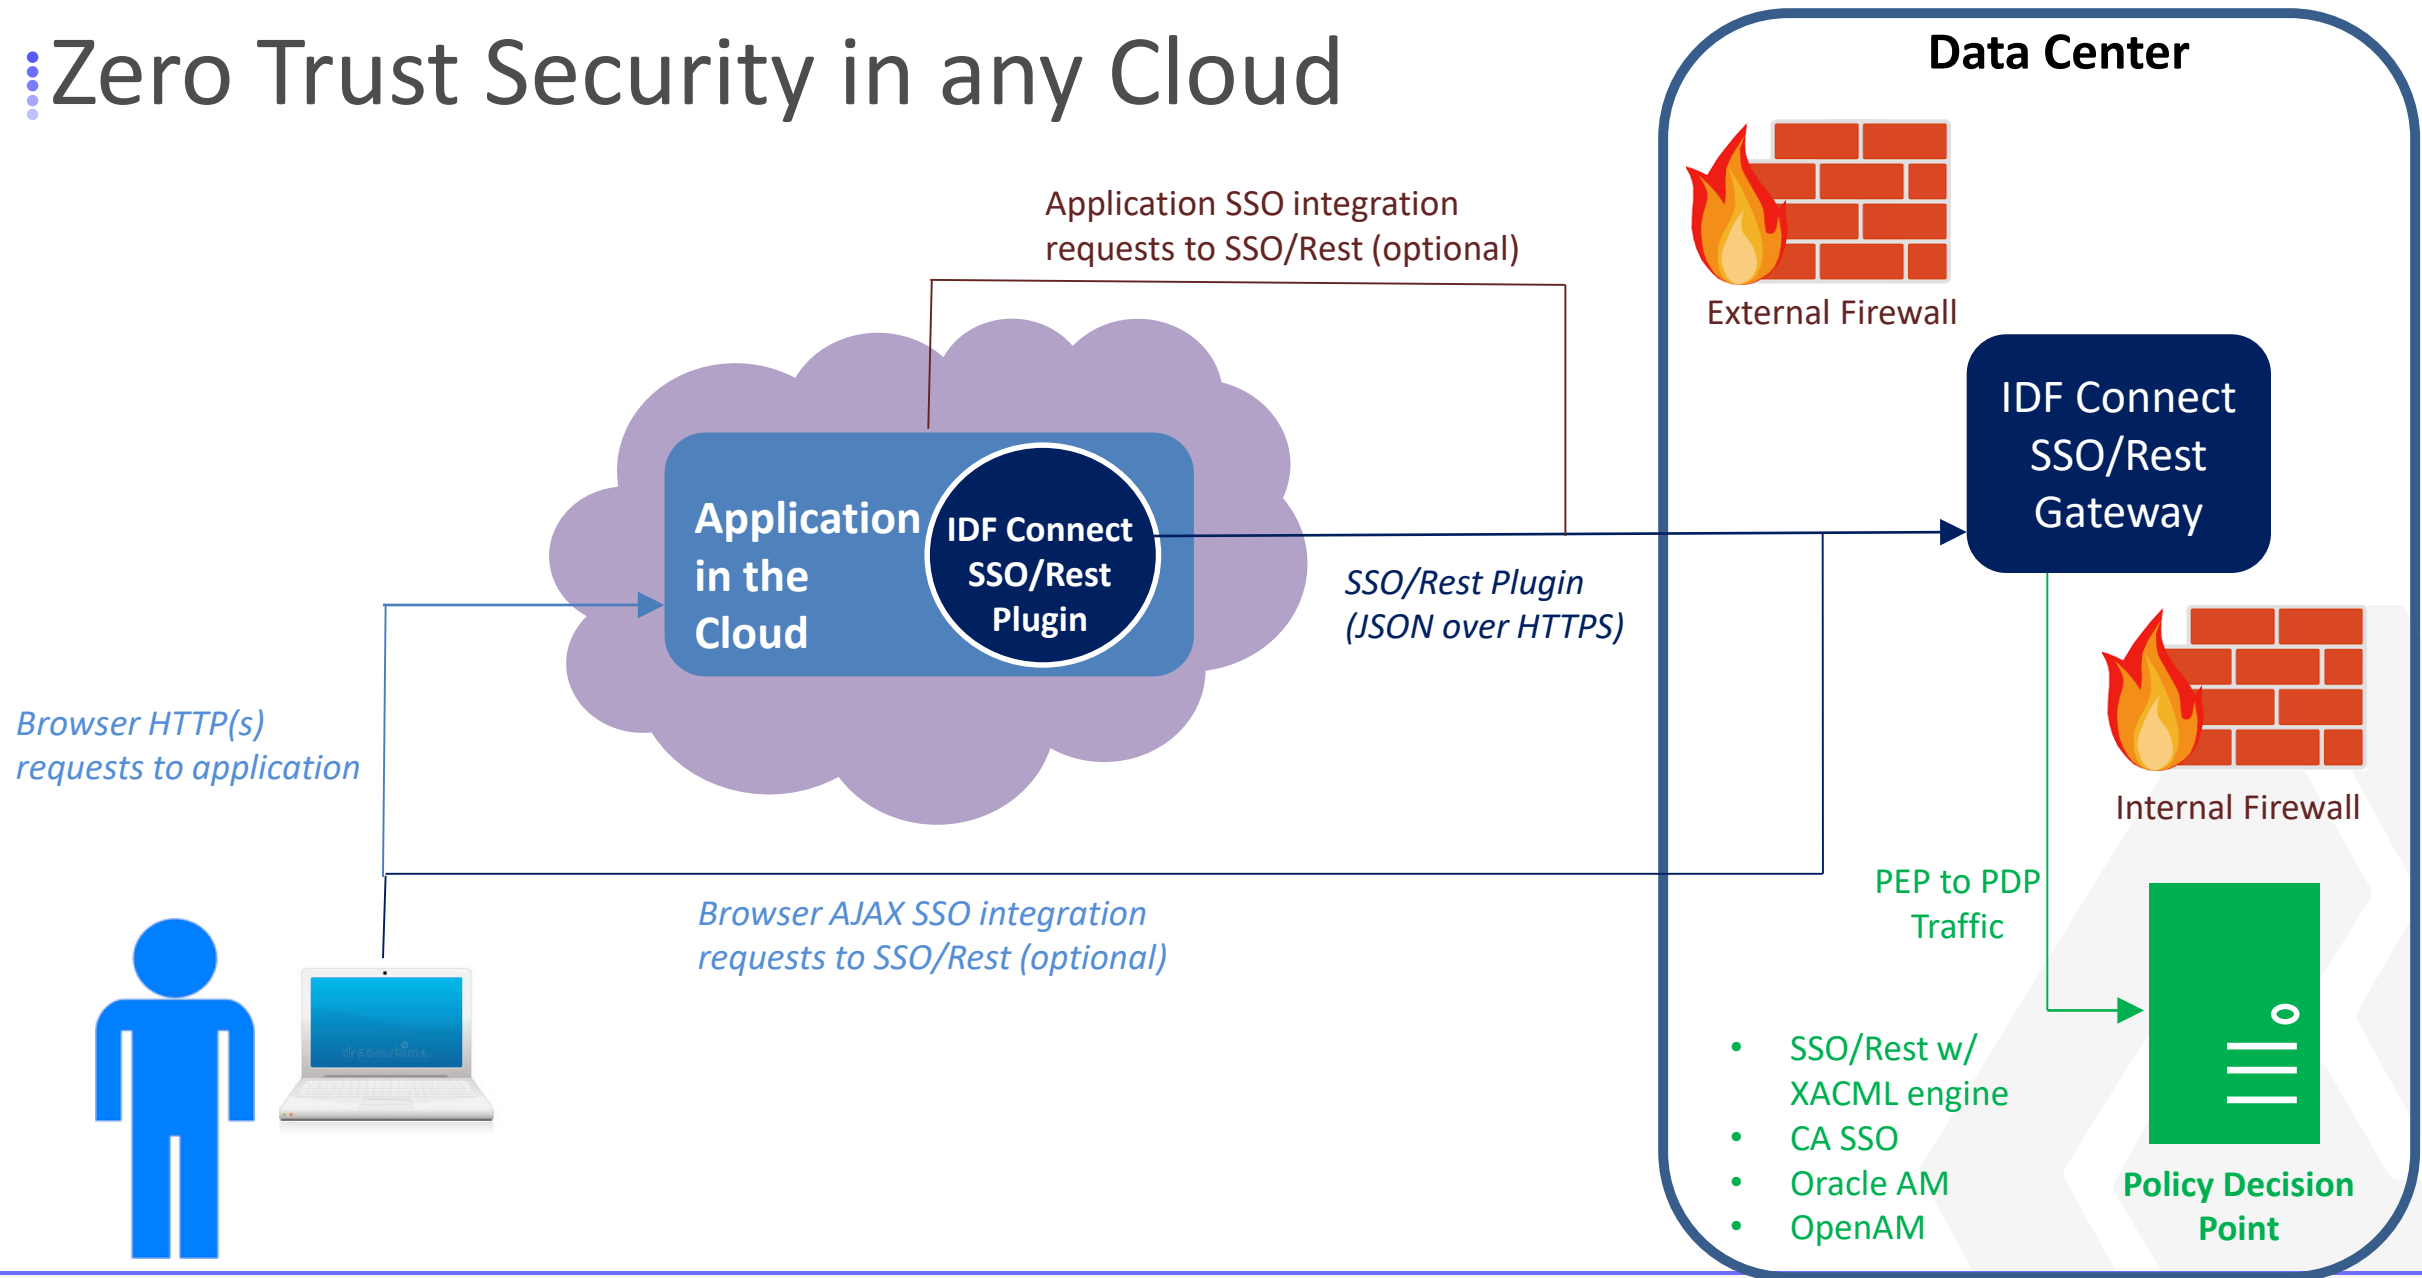 Zero Trust Security in any Cloud
Data Center
External Firewall
Application SSO integration
requests to SSO/Rest (optional)
IDF Connect
SSO/Rest
Gateway
Application
in the
Cloud
IDF Connect
SSO/Rest
Plugin
SSO/Rest Plugin
(JSON over HTTPS)
Browser HTTP(s)
requests to application
Internal Firewall
Browser AJAX SSO integration
requests to SSO/Rest (optional)
PEP to PDP
Traffic
dreamstime
• SSO/Rest w/
XACML engine
• CA SSO
• Oracle AM
• OpenAM
Policy Decision
Point